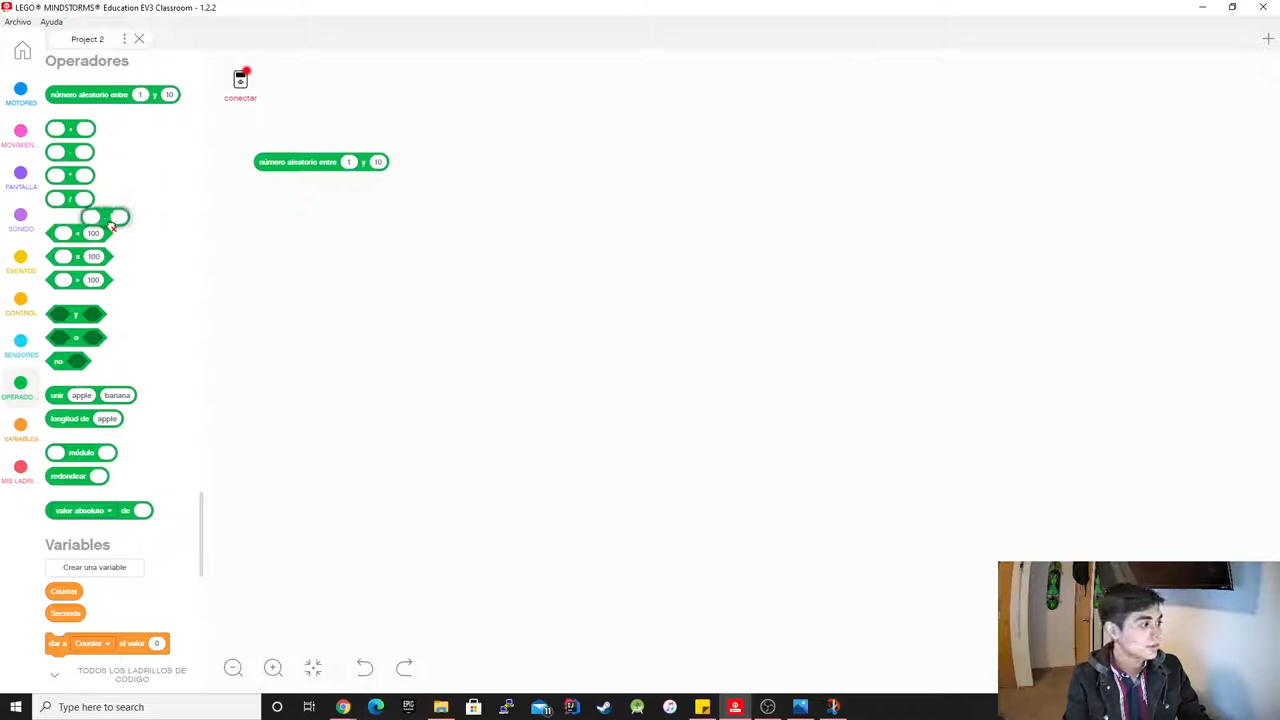 LEGO® MINDSTORMS® Education EV3 Classroom - 1.2.2
Archivo Ayuda
Project 2
Operadores
conectar
MOTORES
MOVIMIEN...
PANTALLA
SONIDO
EVENTOS
CONTROL
SENSORES
OPERADO...
VARIABLES
MIS LADRI...
número aleatorio entre 1 y 10
+
-
*
/
-
< 100
= 100
> 100
y
o
no
unir apple banana
longitud de apple
módulo
redondear
valor absoluto de
Variables
Crear una variable
Counter
Seconds
dar a Counter el valor 0
TODOS LOS LADRILLOS DE
CÓDIGO
número aleatorio entre 1 y 10
Type here to search
EPIC
GAMES
11